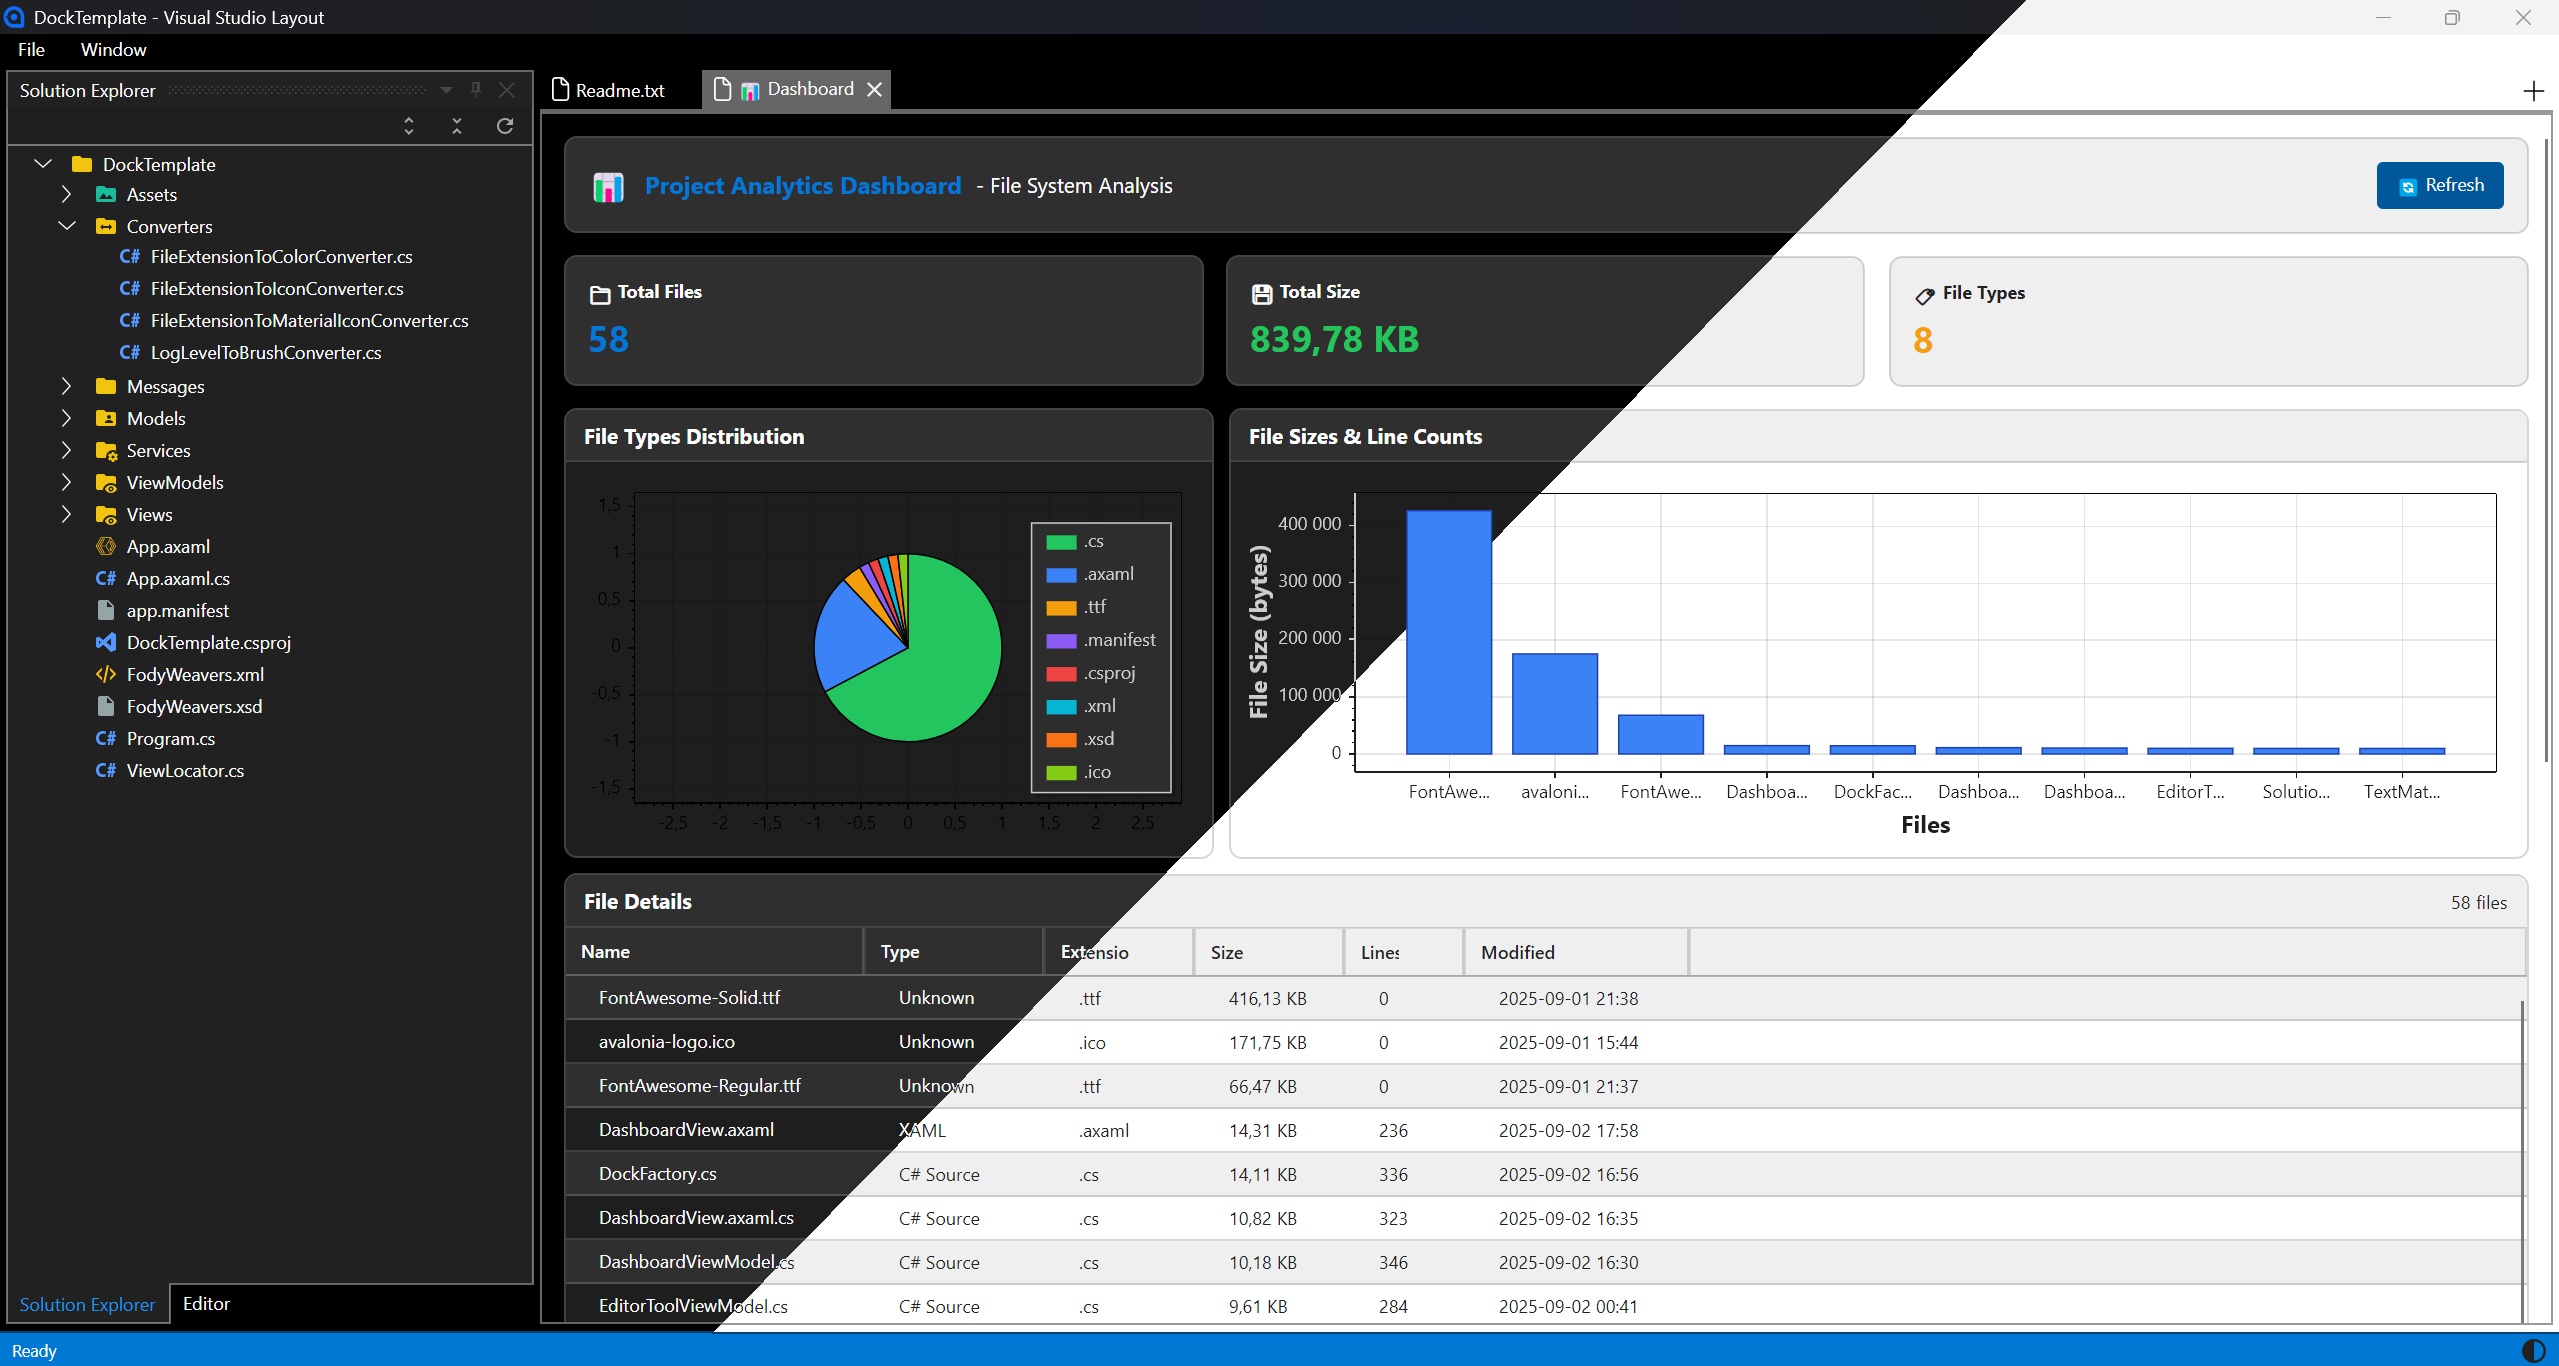 DockTemplate - Visual Studio Layout
File Window
Solution Explorer
DockTemplate
Assets
Converters
C# FileExtensionToColorConverter.cs
C# FileExtensionToIconConverter.cs
C# FileExtensionToMaterialIconConverter.cs
C# LogLevelToBrushConverter.cs
Messages
Models
Services
ViewModels
Views
App.axaml
C# App.axaml.cs
app.manifest
DockTemplate.csproj
FodyWeavers.xml
FodyWeavers.xsd
C# Program.cs
C# ViewLocator.cs
Solution Explorer Editor
Readme.txt Dashboard
Project Analytics Dashboard - File System Analysis
Refresh
Total Files
58
Total Size
839,78 KB
File Types
8
File Types Distribution
1,5
1
0,5
0
-0,5
-1
-1,5
-2,5 -2 -1,5 -1 -0,5 0 0,5 1 1,5 2 2,5
.cs
.axaml
.ttf
.manifest
.csproj
.xml
.xsd
.ico
File Sizes & Line Counts
File Size (bytes)
400 000
300 000
200 000
100 000
0
FontAwe... avaloni... FontAwe... Dashboa... DockFac... Dashboa... Dashboa... EditorT... Solutio... TextMat...
Files
File Details 58 files
Name Type Extensio Size Lines Modified
FontAwesome-Solid.ttf Unknown .ttf 416,13 KB 0 2025-09-01 21:38
avalonia-logo.ico Unknown .ico 171,75 KB 0 2025-09-01 15:44
FontAwesome-Regular.ttf Unknown .ttf 66,47 KB 0 2025-09-01 21:37
DashboardView.axaml XAML .axaml 14,31 KB 236 2025-09-02 17:58
DockFactory.cs C# Source .cs 14,11 KB 336 2025-09-02 16:56
DashboardView.axaml.cs C# Source .cs 10,82 KB 323 2025-09-02 16:35
DashboardViewModel.cs C# Source .cs 10,18 KB 346 2025-09-02 16:30
EditorToolViewModel.cs C# Source .cs 9,61 KB 284 2025-09-02 00:41
Ready